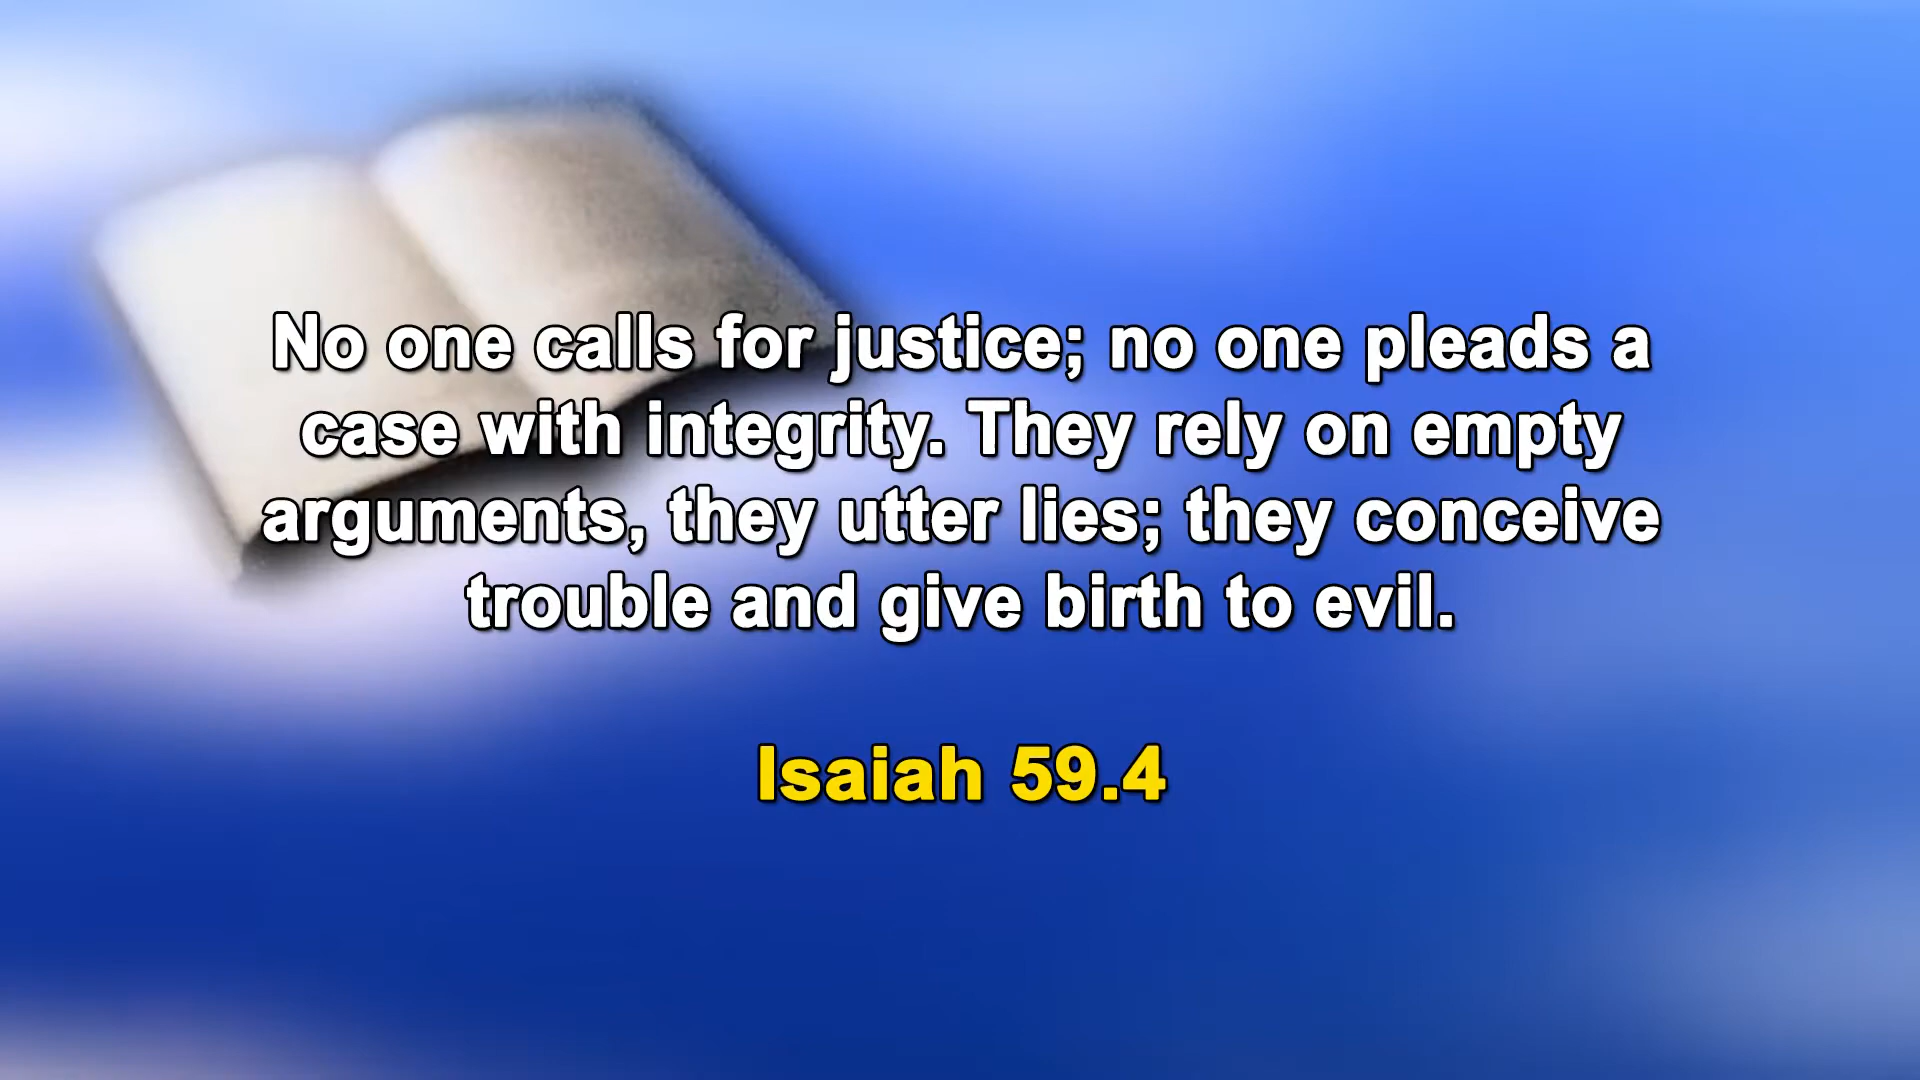 No one calls for justice; no one pleads a
case with integrity. They rely on empty
arguments, they utter lies; they conceive
trouble and give birth to evil.
Isaiah 59.4